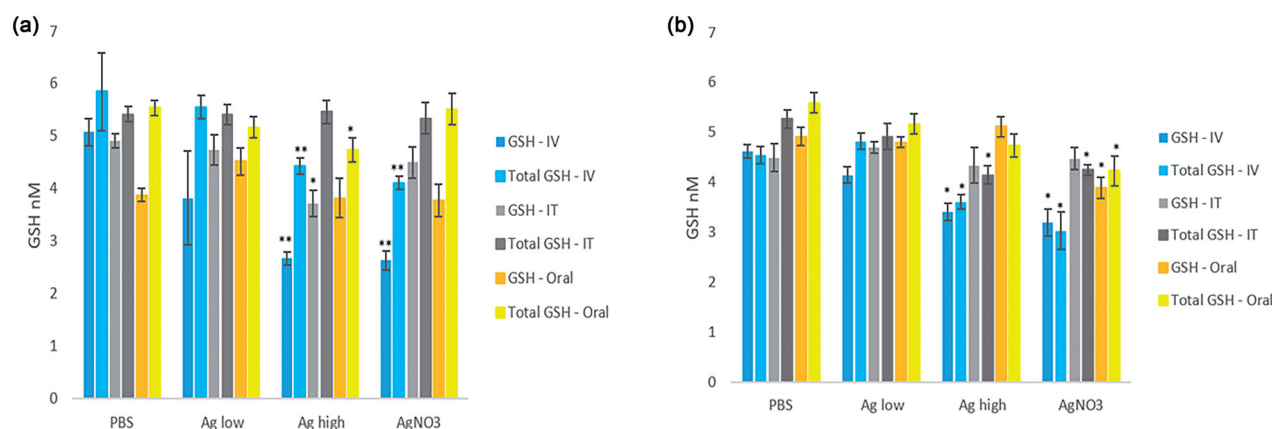 (a)
7
6
5
4
3
2
1
0
GSH nM
** ** * * ** **
PBS Ag low Ag high AgNO3
GSH - IV
Total GSH - IV
GSH - IT
Total GSH - IT
GSH - Oral
Total GSH - Oral
(b)
7
6
5
4
3
2
1
0
GSH nM
* * * * * * * *
PBS Ag low Ag high AgNO3
GSH - IV
Total GSH - IV
GSH - IT
Total GSH - IT
GSH - Oral
Total GSH - Oral